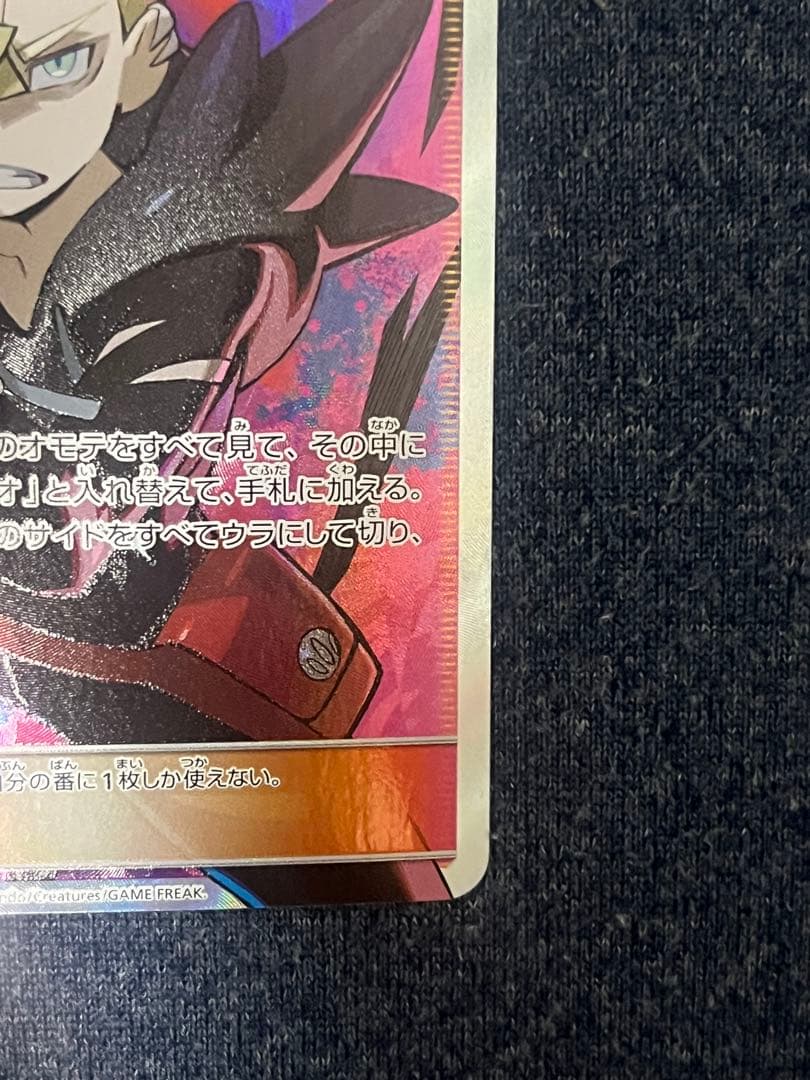 のオモテをすべて見て、その中に
オ」と入れ替えて、手札に加える。
のサイドをすべてウラにして切り、
分の番に1枚しか使えない。
ndo/Creatures/GAME FREAK.